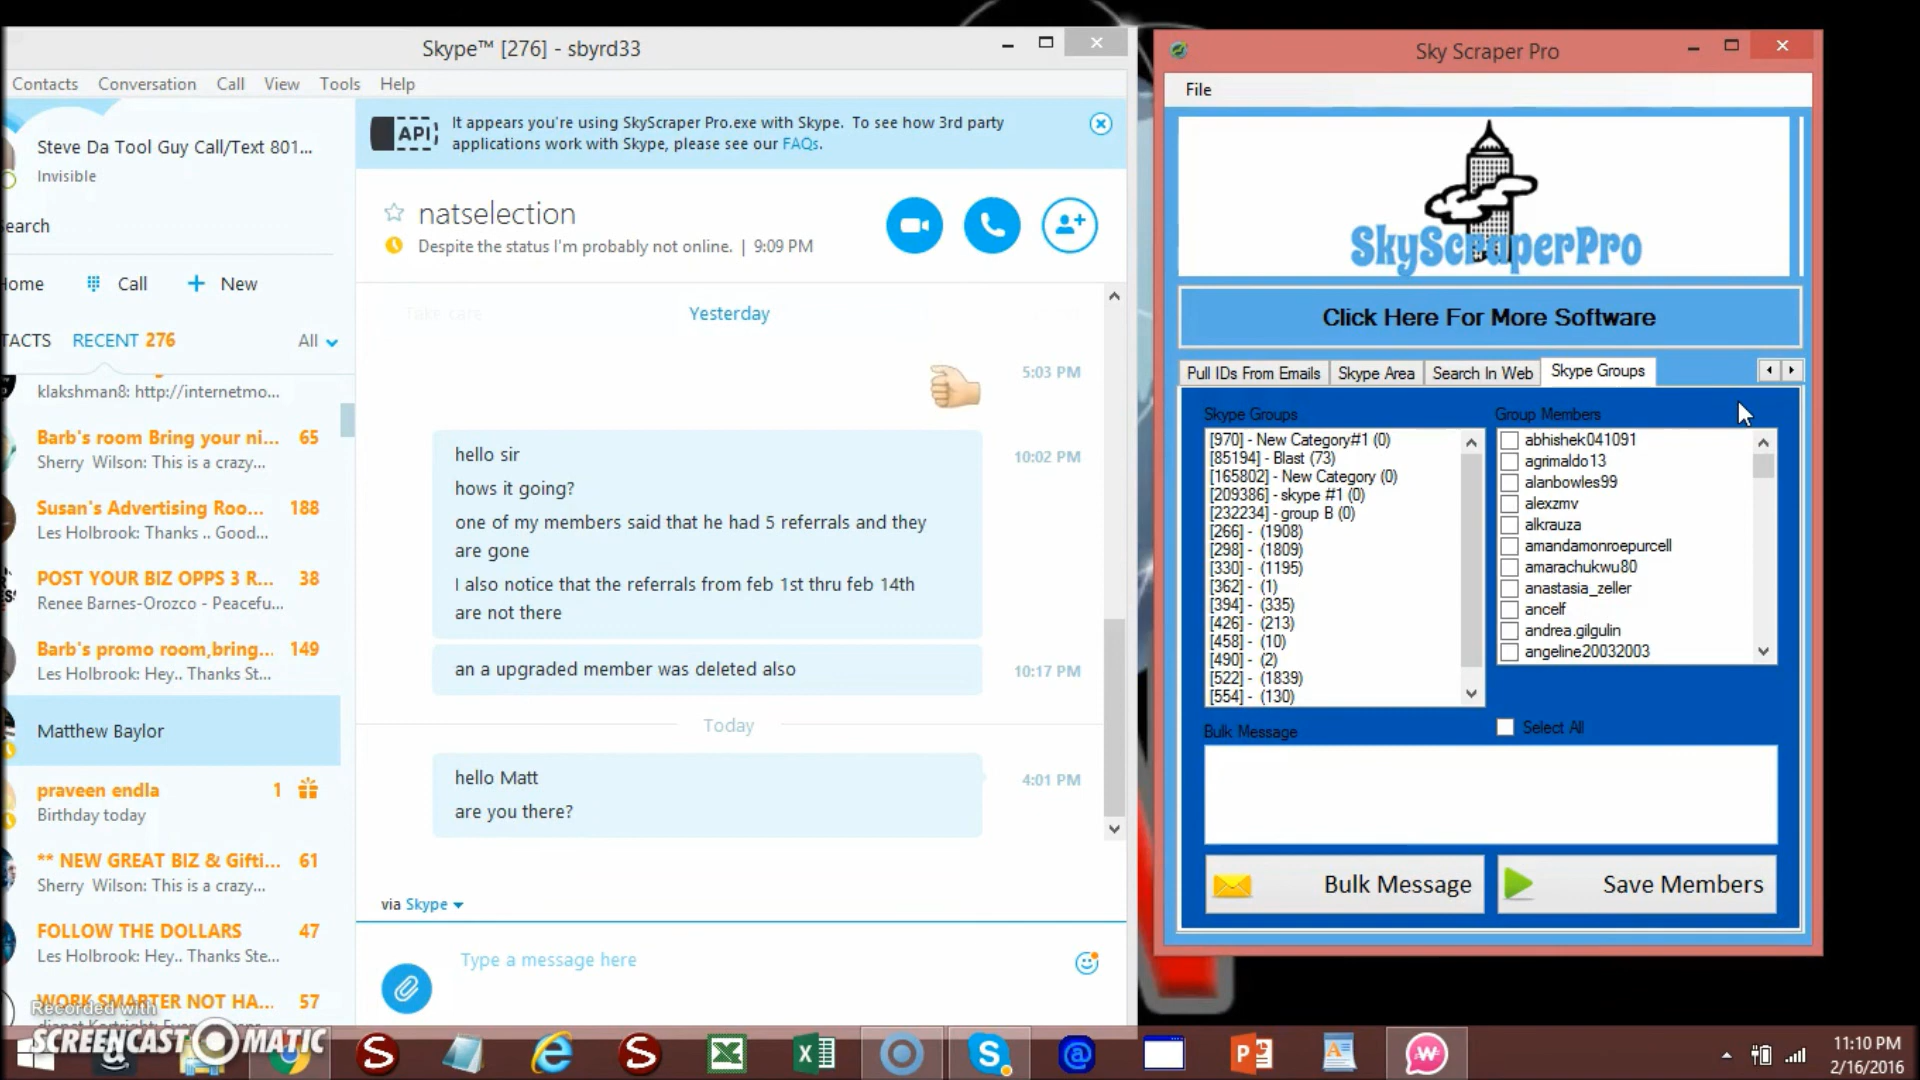 Skype™ [276] - sbyrd33
Contacts Conversation Call View Tools Help
Steve Da Tool Guy Call/Text 801...
Invisible
earch
ome Call New
TACTS RECENT 276 All
klakshman8: http://internetmo...
Barb's room Bring your ni... 65
Sherry Wilson: This is a crazy...
Susan's Advertising Roo... 188
Les Holbrook: Thanks .. Good...
POST YOUR BIZ OPPS 3 R... 38
Renee Barnes-Orozco - Peacefu...
Barb's promo room,bring... 149
Les Holbrook: Hey.. Thanks St...
Matthew Baylor
praveen endla 1
Birthday today
** NEW GREAT BIZ & Gifti... 61
Sherry Wilson: This is a crazy...
FOLLOW THE DOLLARS 47
Les Holbrook: Hey.. Thanks Ste...
WORK SMARTER NOT HA... 57
Recorded with
SCREENCAST MATIC
API
It appears you're using SkyScraper Pro.exe with Skype. To see how 3rd party
applications work with Skype, please see our FAQs.
natselection
Despite the status I'm probably not online. | 9:09 PM
Take care
Yesterday
5:03 PM
hello sir 10:02 PM
hows it going?
one of my members said that he had 5 referrals and they
are gone
I also notice that the referrals from feb 1st thru feb 14th
are not there
an a upgraded member was deleted also 10:17 PM
Today
hello Matt 4:01 PM
are you there?
via Skype
Type a message here
Sky Scraper Pro
File
SkyScraperPro
Click Here For More Software
Pull IDs From Emails Skype Area Search In Web Skype Groups
Skype Groups
[970] - New Category#1 (0)
[85194] - Blast (73)
[165802] - New Category (0)
[209386] - skype #1 (0)
[232234] - group B (0)
[266] - (1908)
[298] - (1809)
[330] - (1195)
[362] - (1)
[394] - (335)
[426] - (213)
[458] - (10)
[490] - (2)
[522] - (1839)
[554] - (130)
Group Members
abhishek041091
agrimaldo13
alanbowles99
alexzmv
alkrauza
amandamonroepurcell
amarachukwu80
anastasia_zeller
ancelf
andrea.gilgulin
angeline20032003
Bulk Message
Select All
Bulk Message
Save Members
11:10 PM
2/16/2016